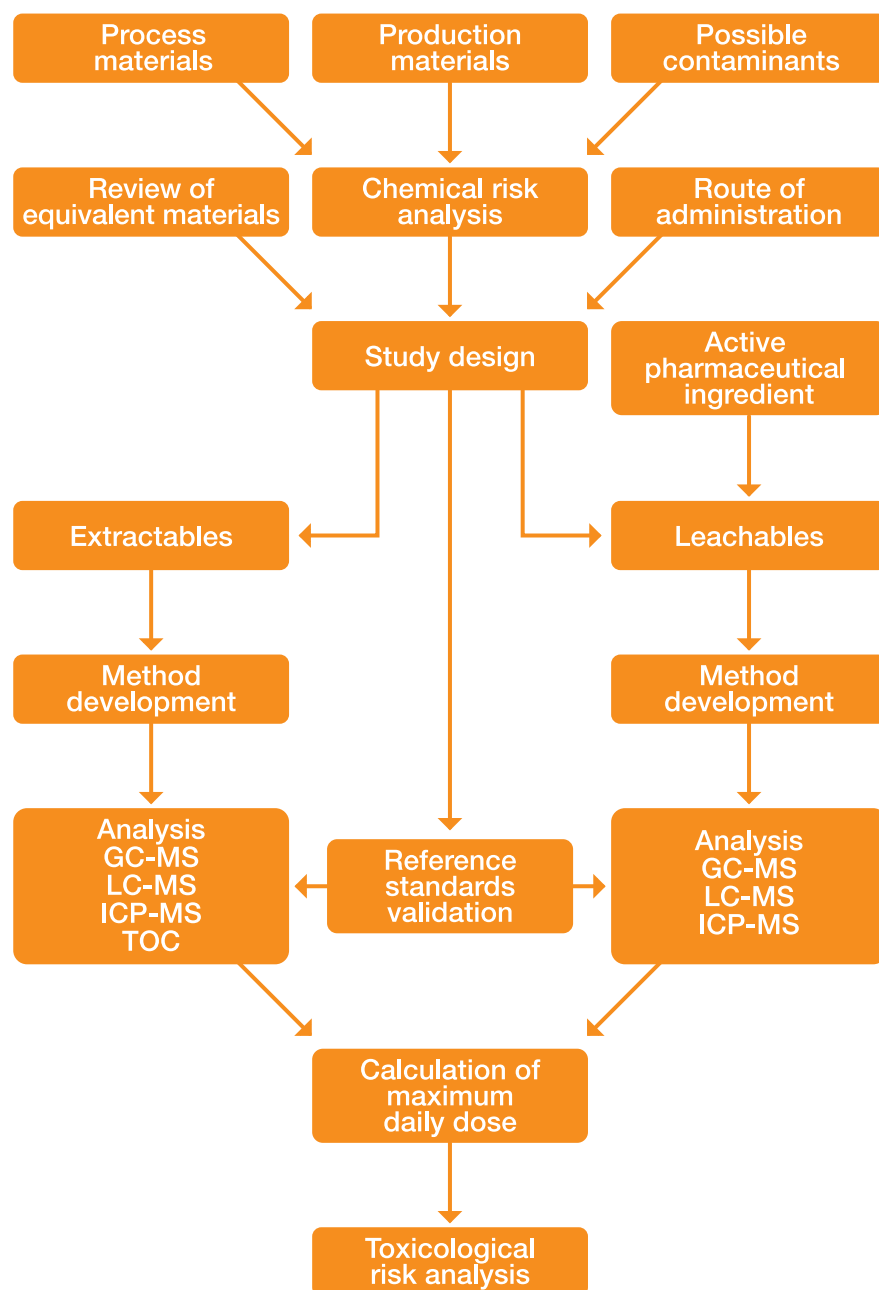 Process
materials
Production
materials
Possible
contaminants
Review of
equivalent materials
Chemical risk
analysis
Route of
administration
Study design
Active
pharmaceutical
ingredient
Extractables
Leachables
Method
development
Method
development
Analysis
GC-MS
LC-MS
ICP-MS
TOC
Reference
standards
validation
Analysis
GC-MS
LC-MS
ICP-MS
Calculation of
maximum
daily dose
Toxicological
risk analysis